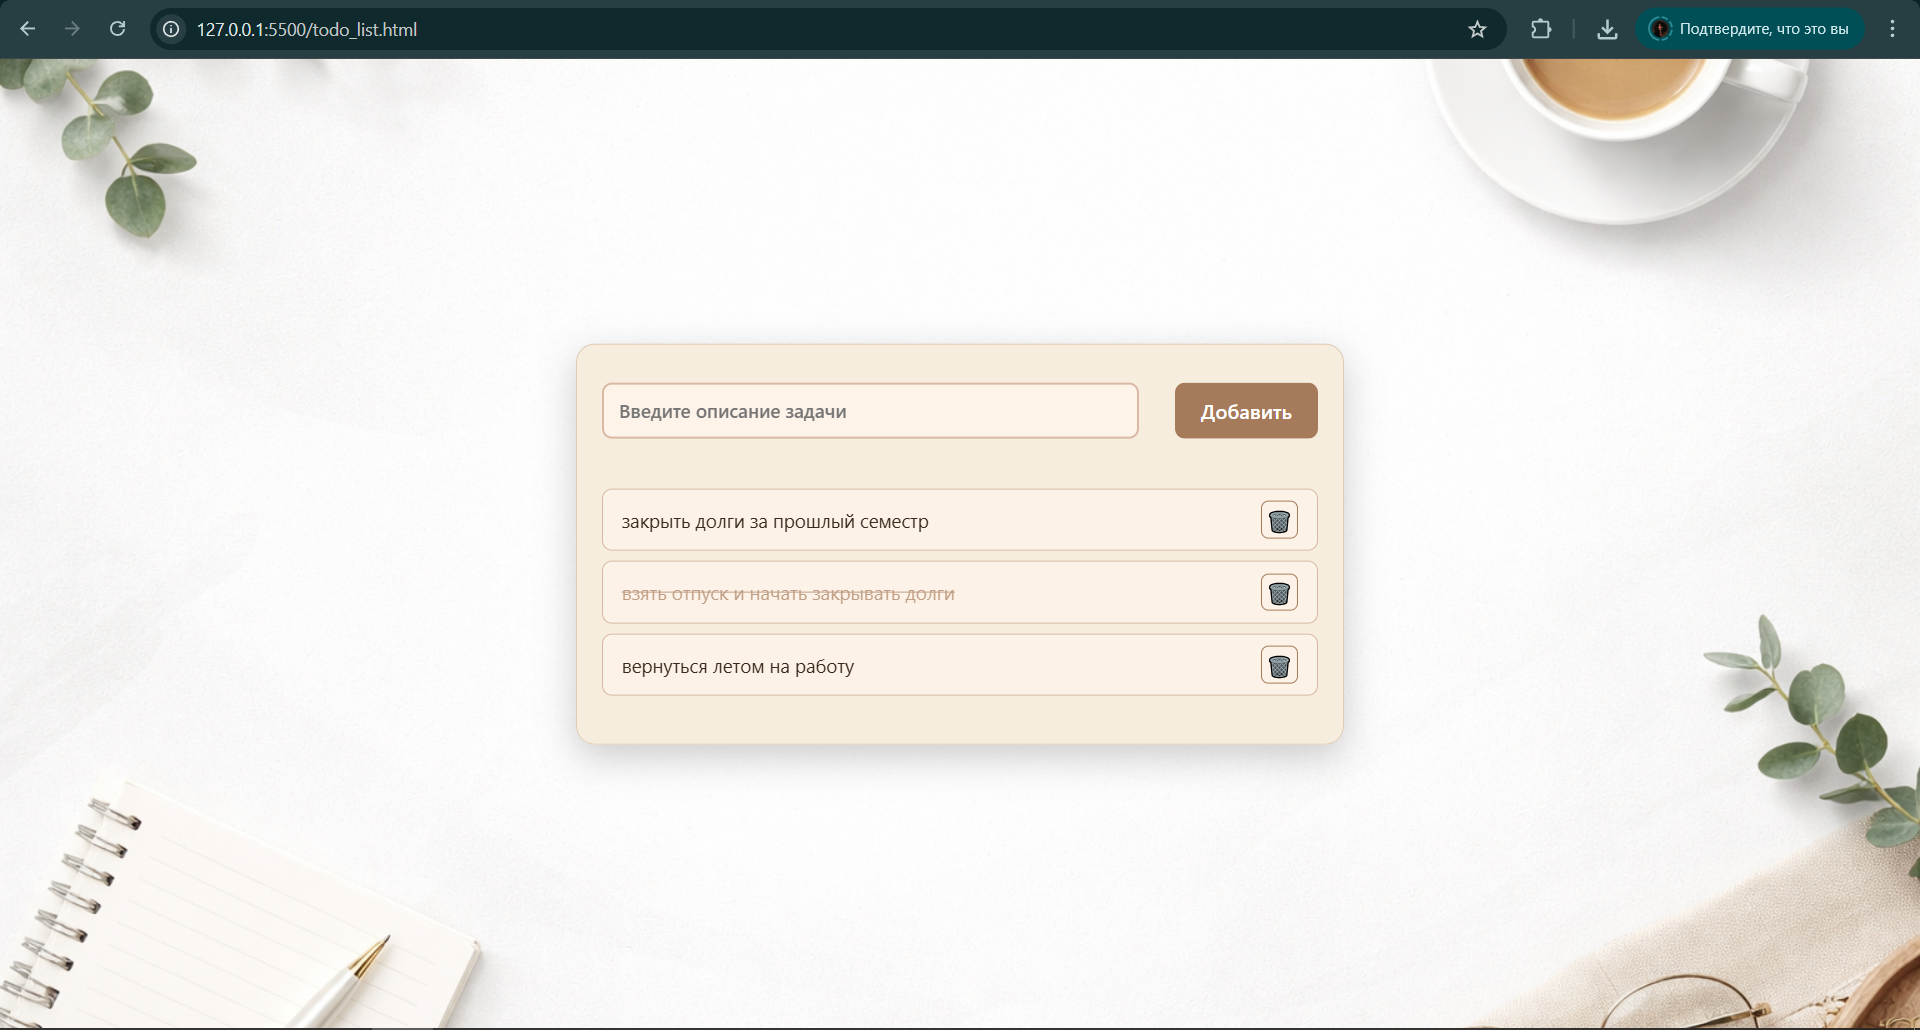 127.0.0.1:5500/todo_list.html
Подтвердите, что это вы
Введите описание задачи
Добавить
закрыть долги за прошлый семестр
взять отпуск и начать закрывать долги
вернуться летом на работу